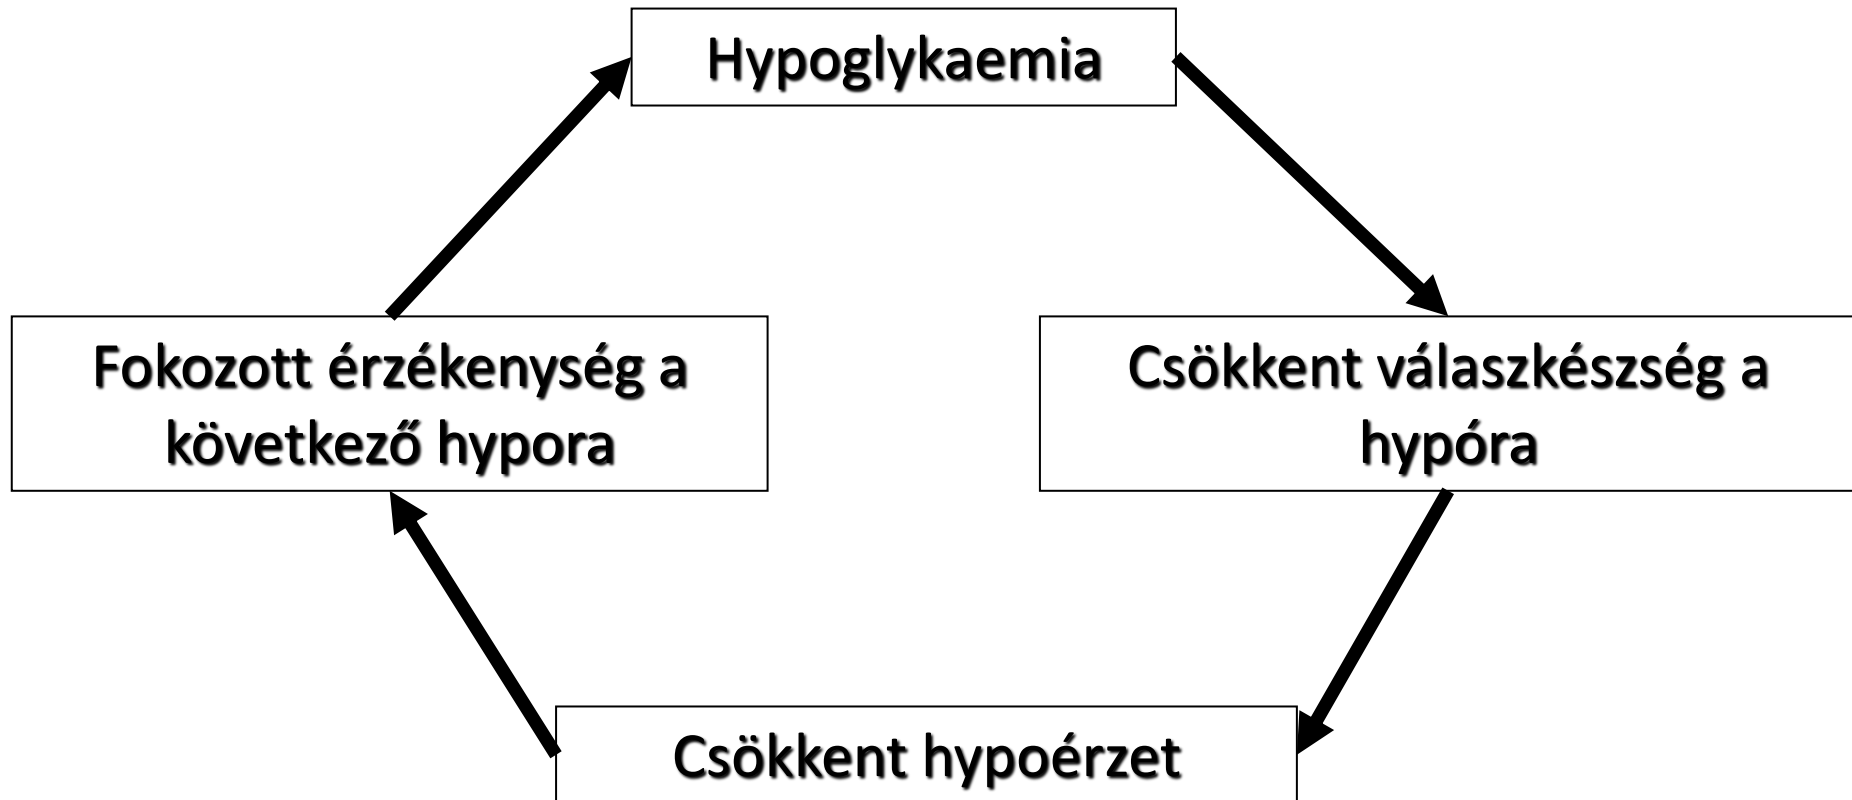 Hypoglykaemia
Fokozott érzékenység a
következő hypora
Csökkent válaszkészség a
hypóra
Csökkent hypoérzet